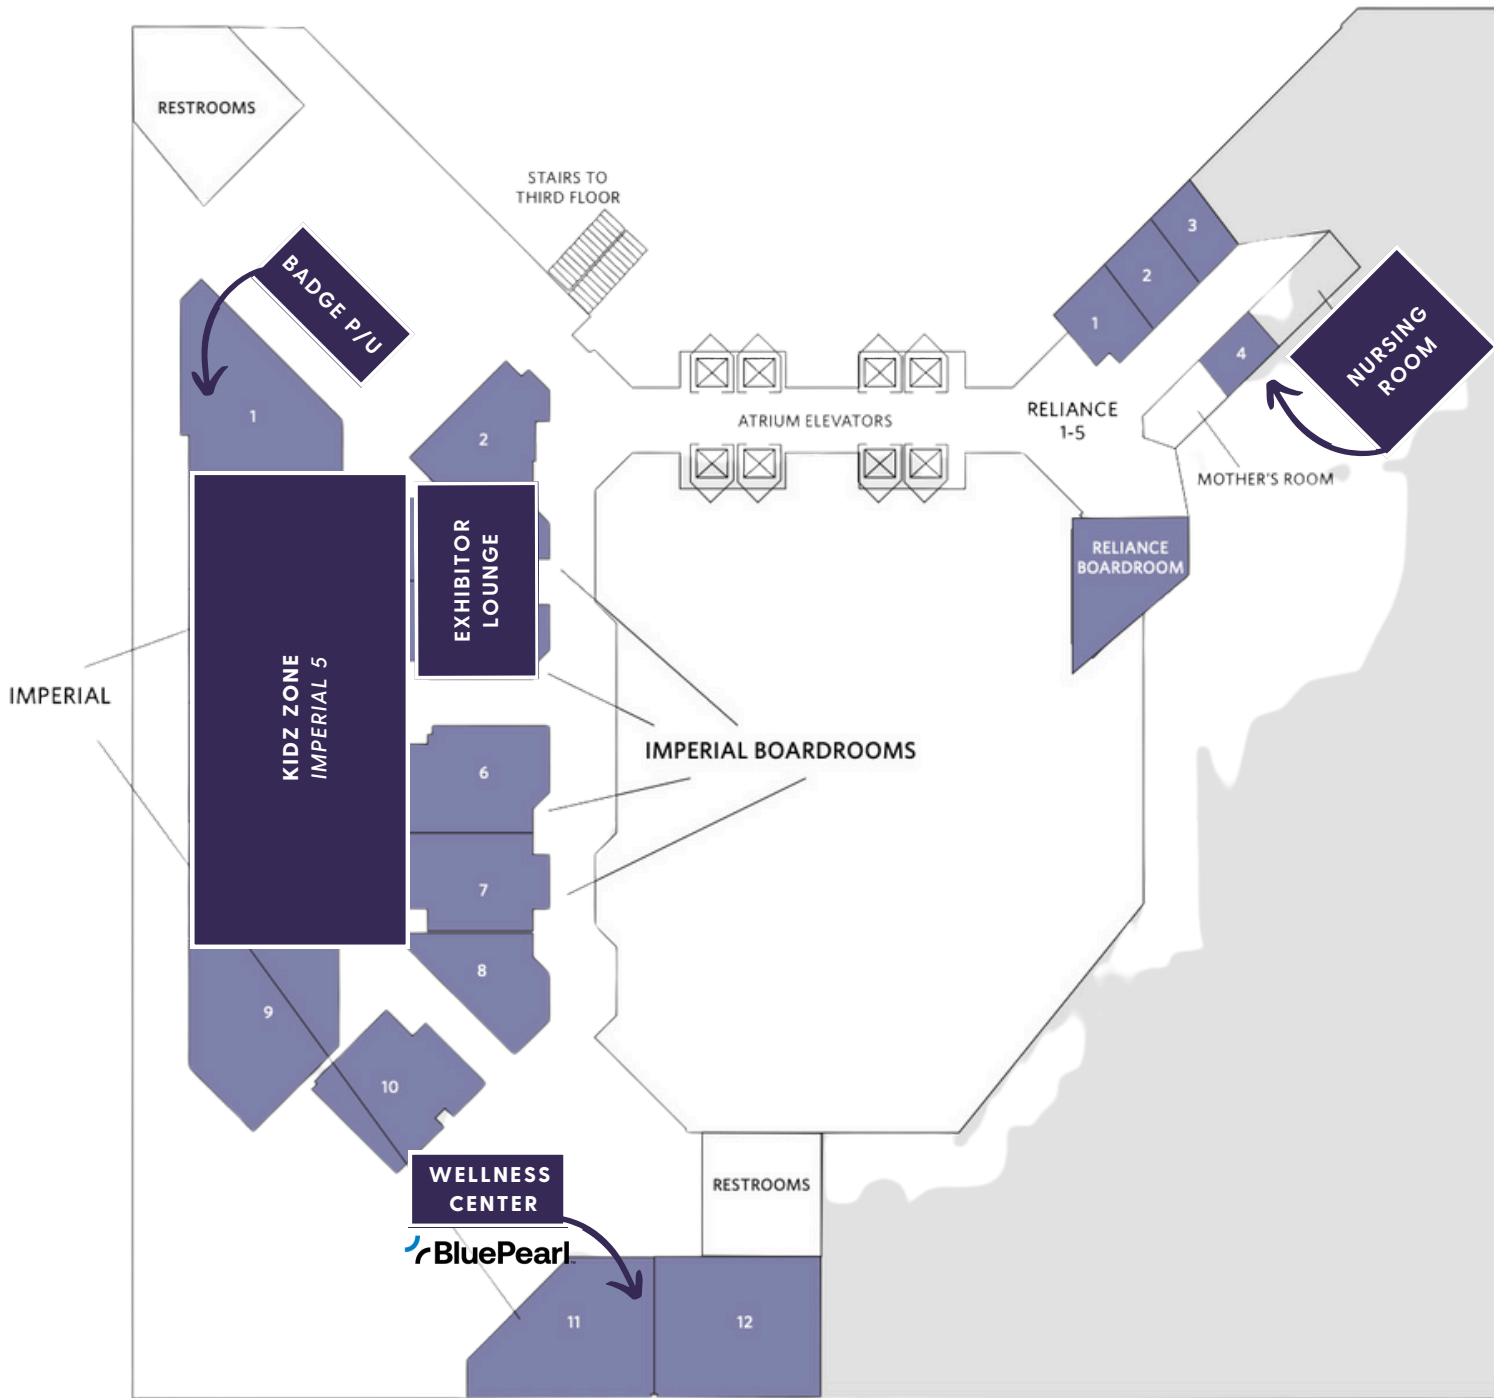 RESTROOMS
STAIRS TO
THIRD FLOOR
BADGE P/U
1
2
3
2
1
4
NURSING
ROOM
ATRIUM ELEVATORS
RELIANCE
1-5
MOTHER'S ROOM
RELIANCE
BOARDROOM
EXHIBITOR
LOUNGE
KIDZ ZONE
IMPERIAL 5
IMPERIAL
IMPERIAL BOARDROOMS
6
7
8
9
10
WELLNESS
CENTER
BluePearl
RESTROOMS
11
12